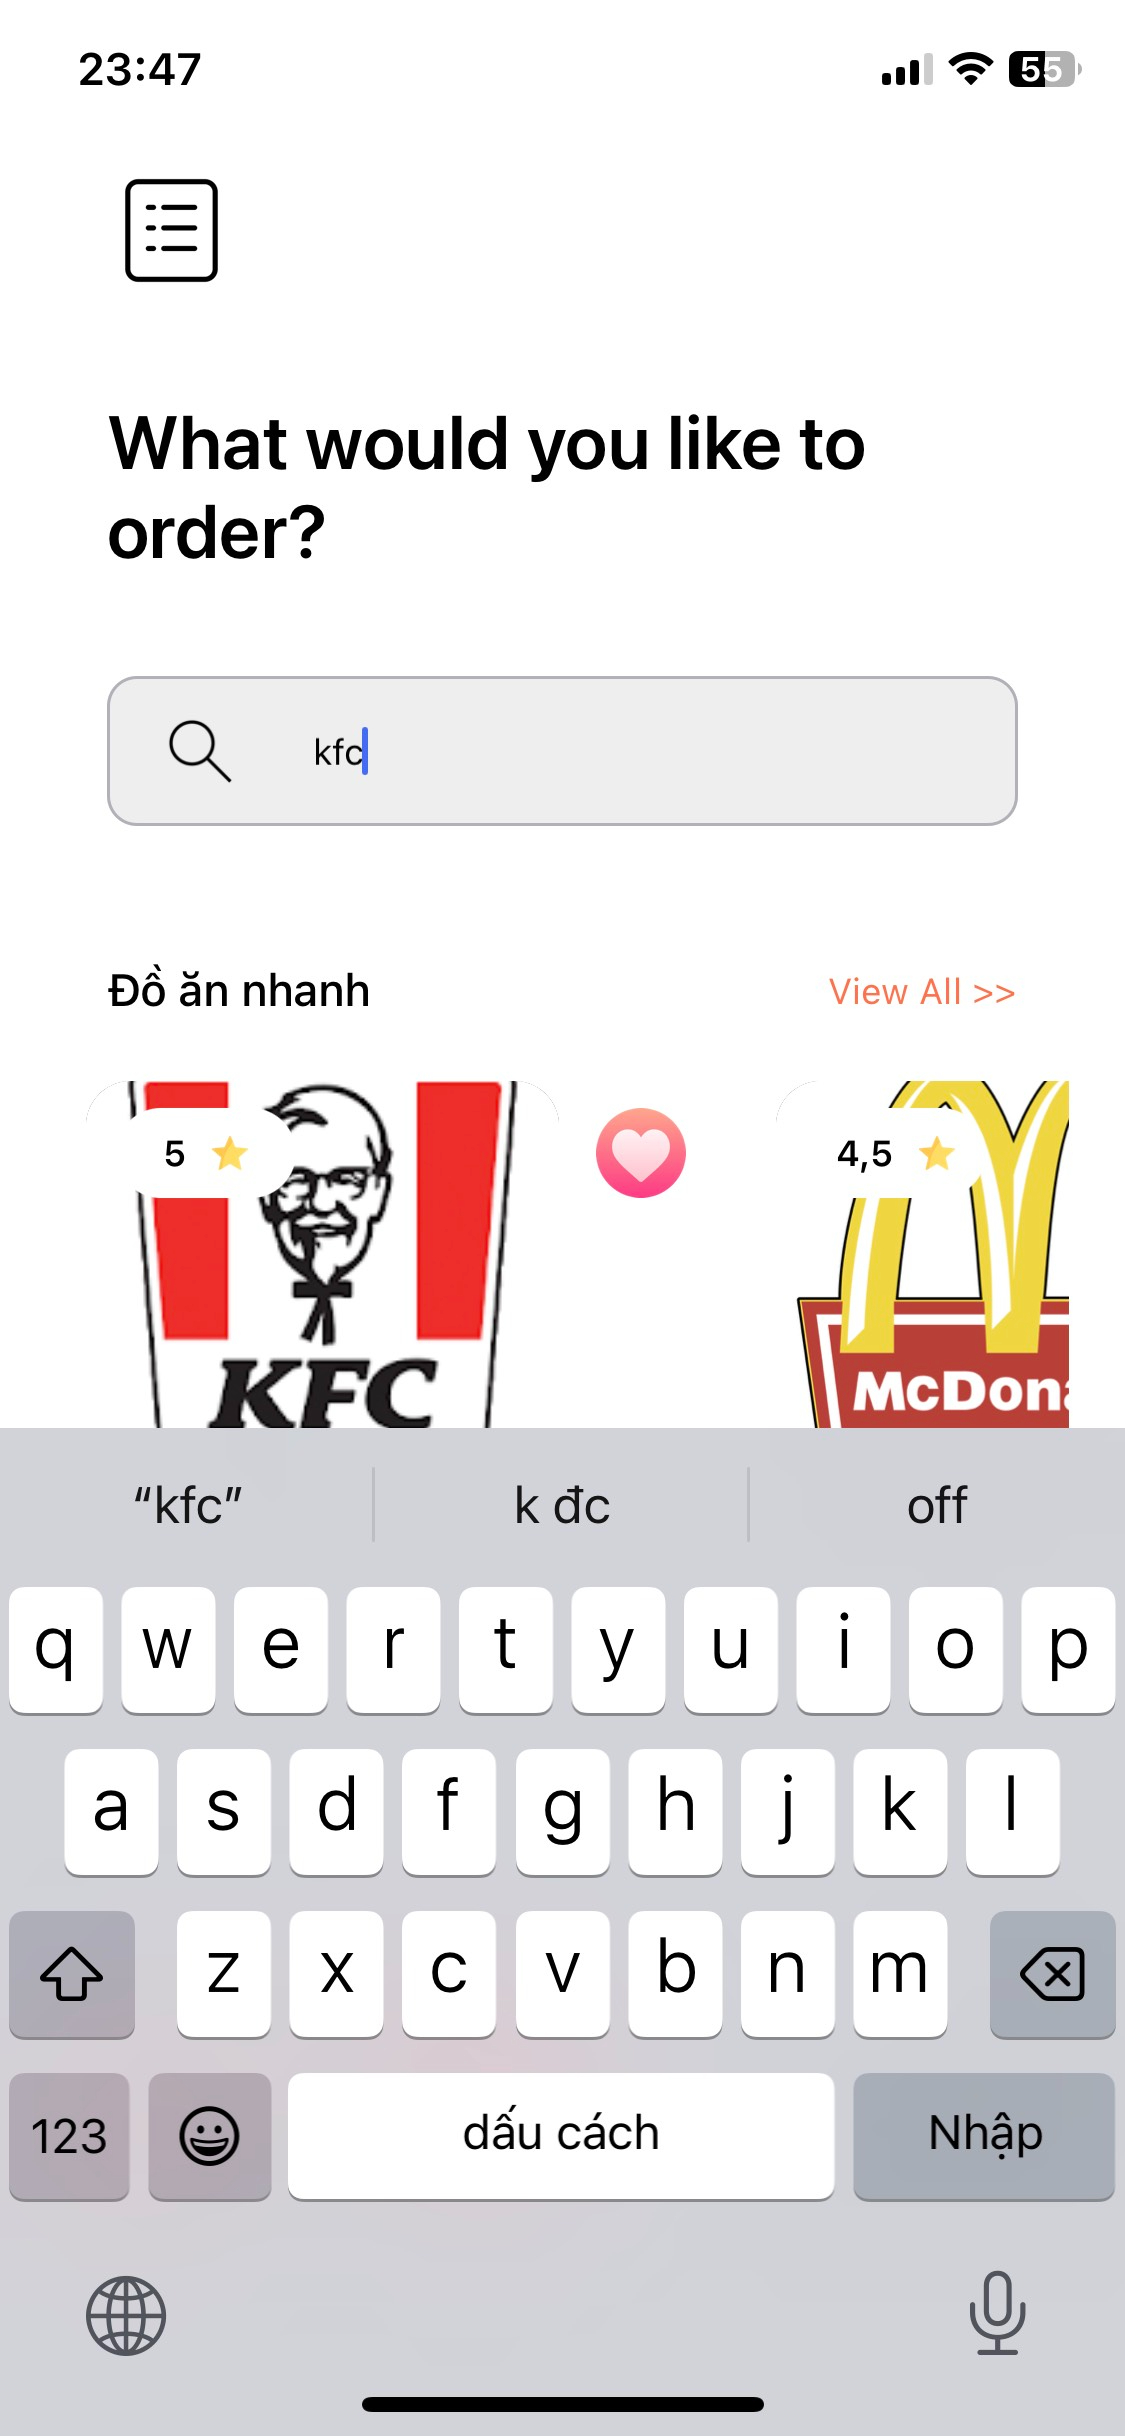 23:47
55
What would you like to
order?
kfc
Đồ ăn nhanh
View All >>
5
4,5
KFC
McDona
“kfc”
k đc
off
q w e r t y u i o p
a s d f g h j k l
z x c v b n m
123
dấu cách
Nhập